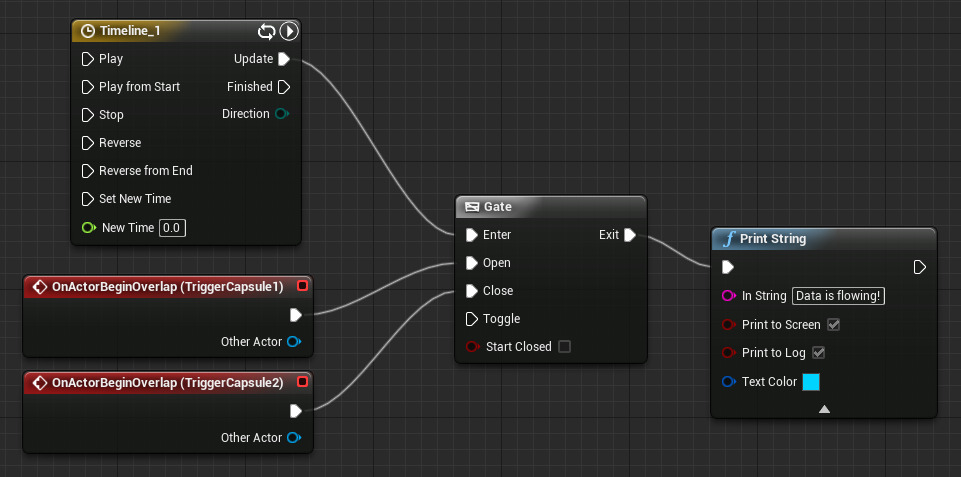 Timeline_1
Play Update
Play from Start Finished
Stop Direction
Reverse
Reverse from End
Set New Time
New Time 0.0
Gate
Enter Exit
Open
Close
Toggle
Start Closed
Print String
In String Data is flowing!
Print to Screen
Print to Log
Text Color
OnActorBeginOverlap (TriggerCapsule1)
Other Actor
OnActorBeginOverlap (TriggerCapsule2)
Other Actor